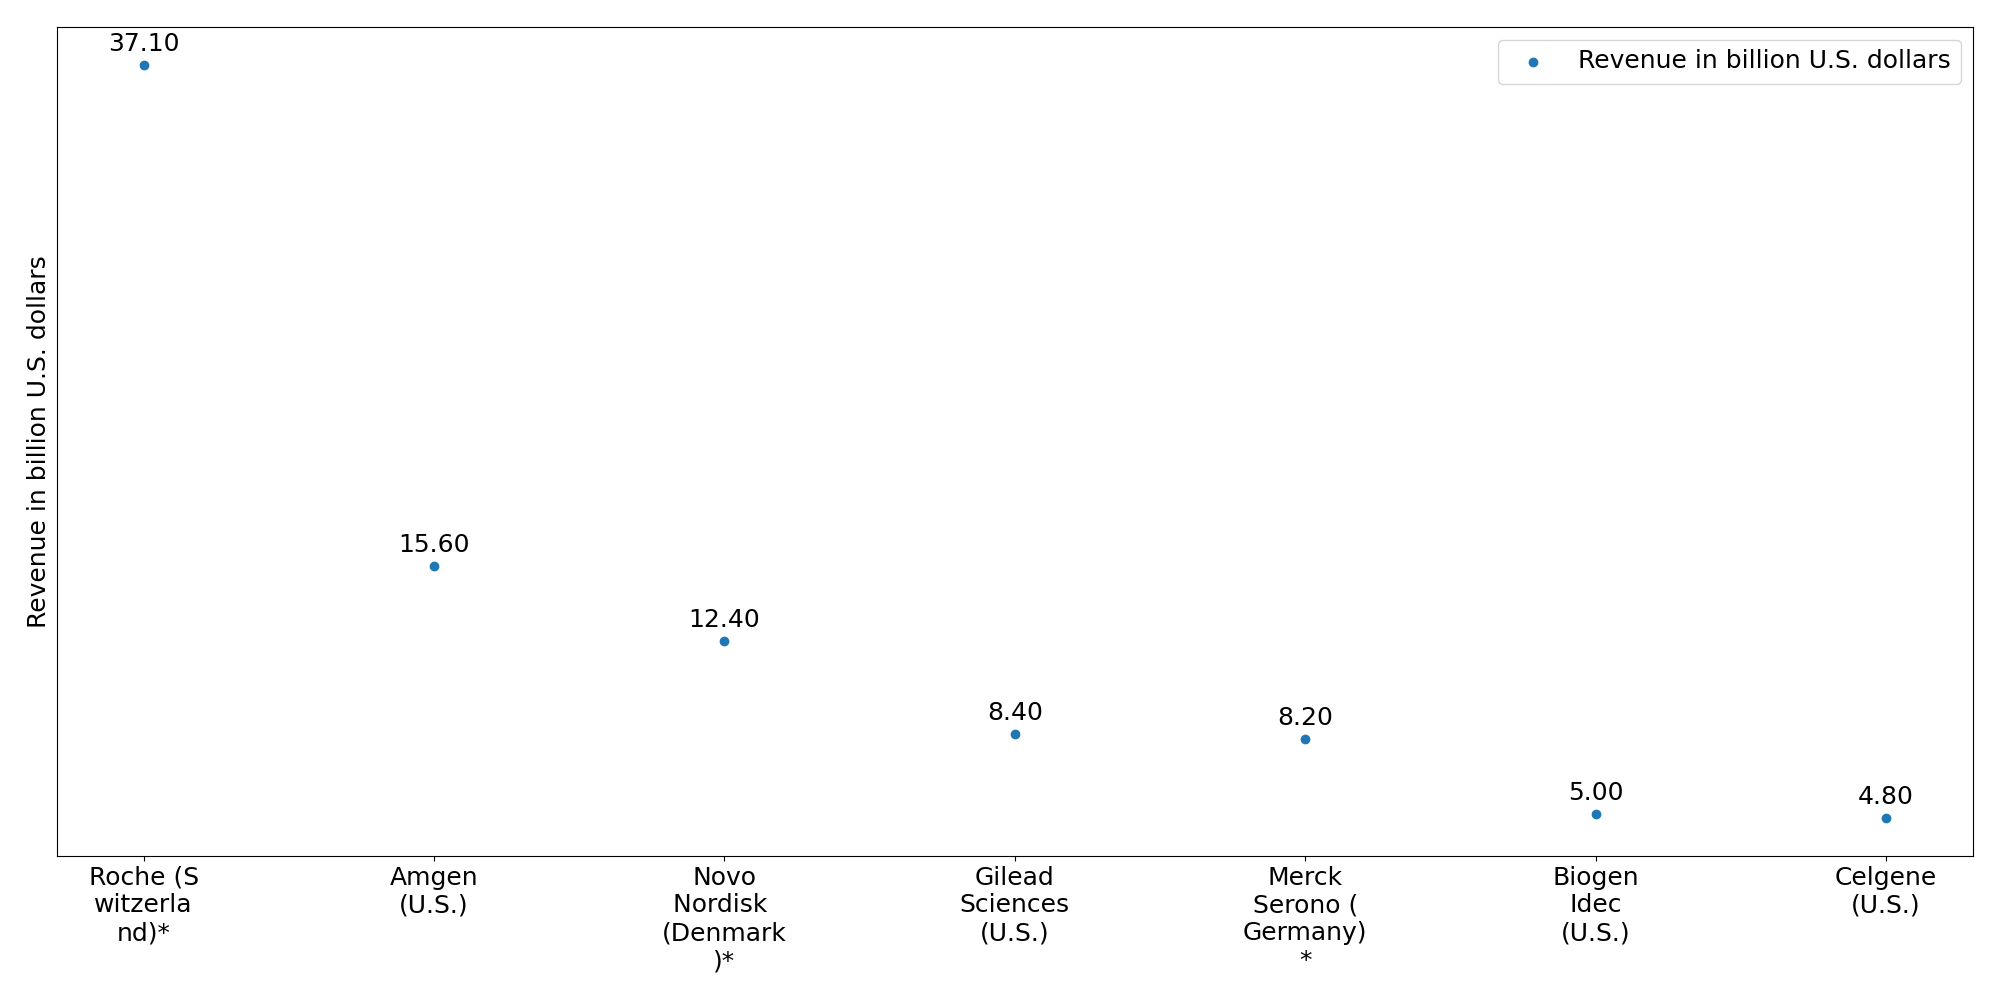 37.10
Revenue in billion U.S. dollars
Revenue in billion U.S. dollars
15.60
12.40
8.40
8.20
5.00
4.80
Roche (S
witzerla
nd)*
Amgen
(U.S.)
Novo
Nordisk
(Denmark
)*
Gilead
Sciences
(U.S.)
Merck
Serono (
Germany)
*
Biogen
Idec
(U.S.)
Celgene
(U.S.)